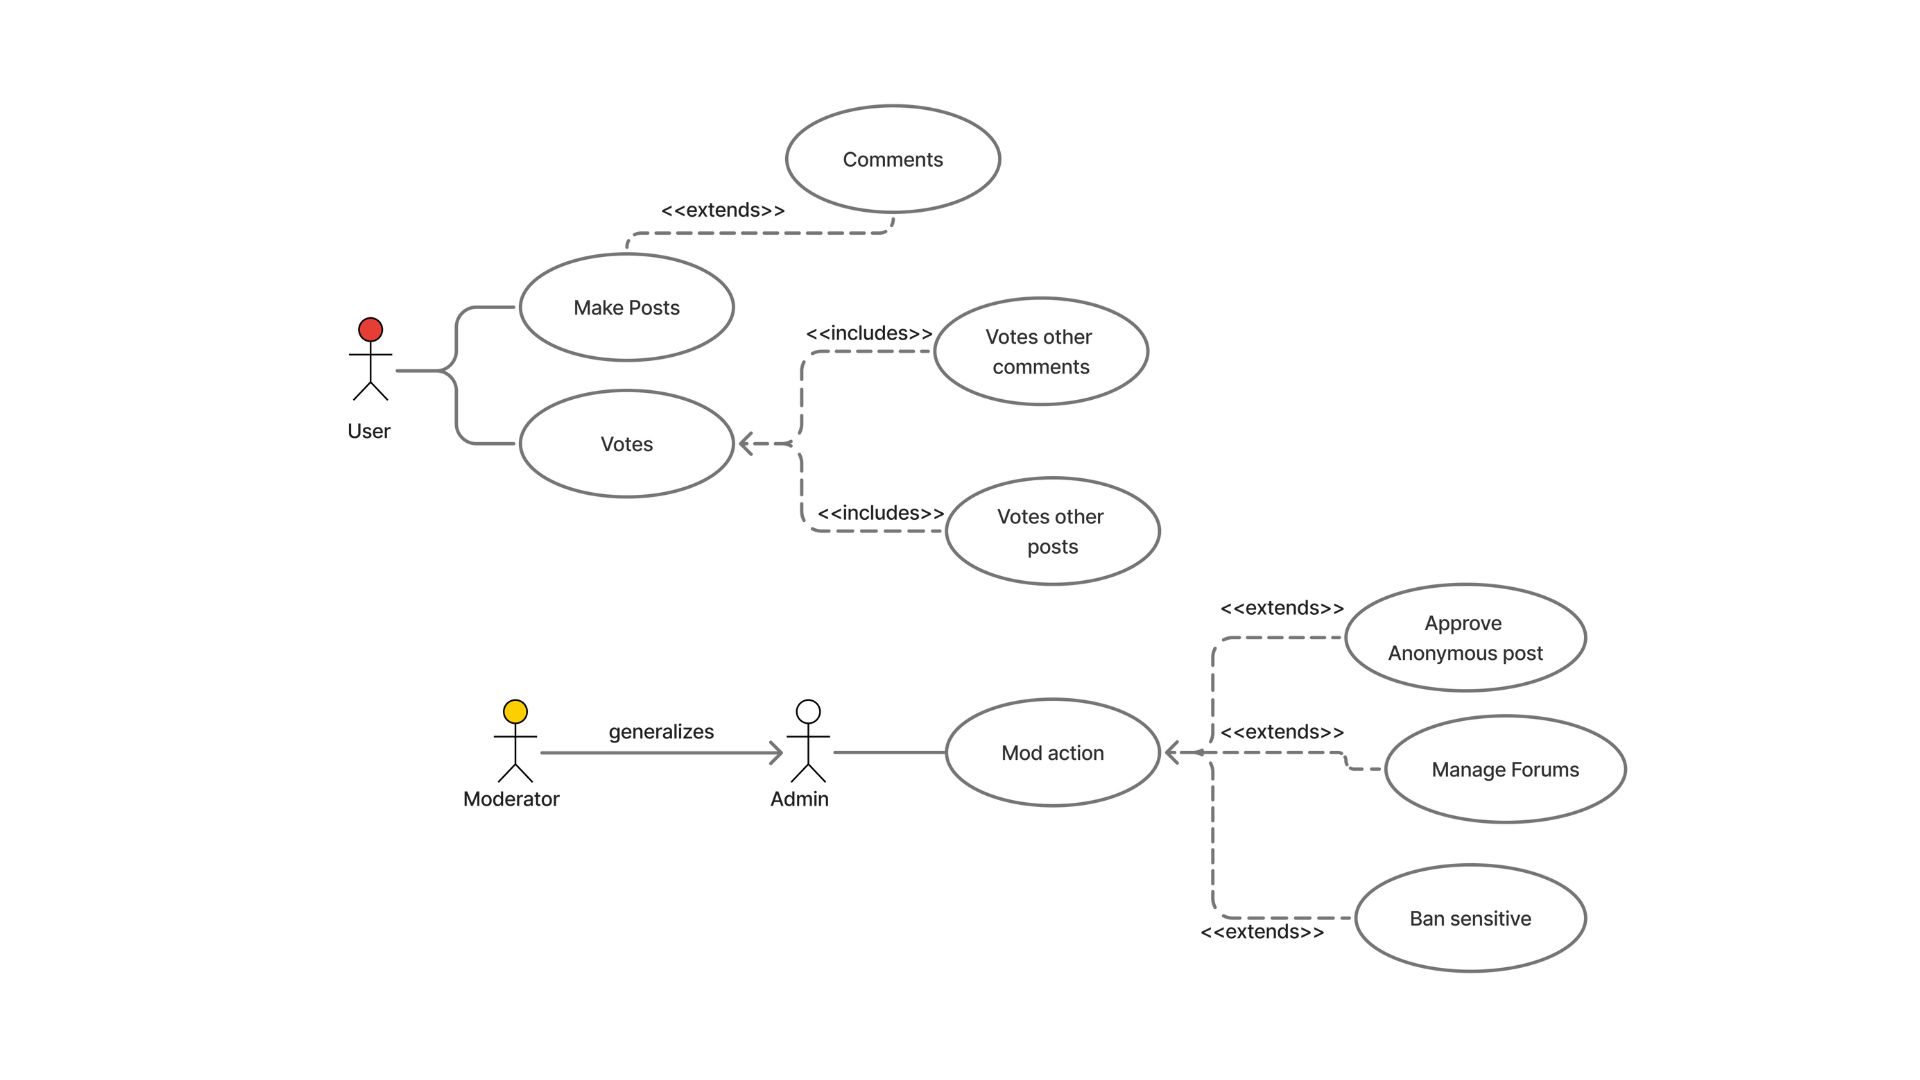 Comments
<<extends>>
Make Posts
<<includes>>
Votes other
comments
User
Votes
<<includes>>
Votes other
posts
<<extends>>
Approve
Anonymous post
generalizes
<<extends>>
Mod action
Manage Forums
Moderator
Admin
Ban sensitive
<<extends>>